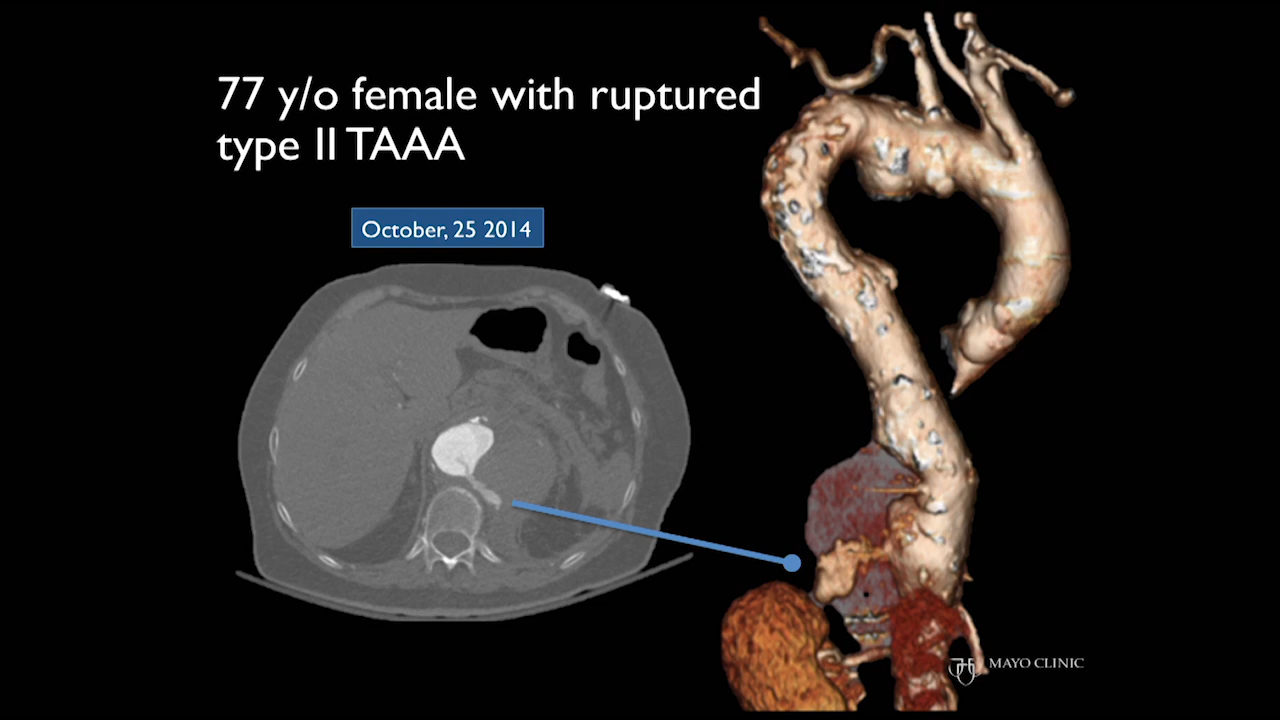 77 y/o female with ruptured
type II TAAA
October, 25 2014
MAYO CLINIC